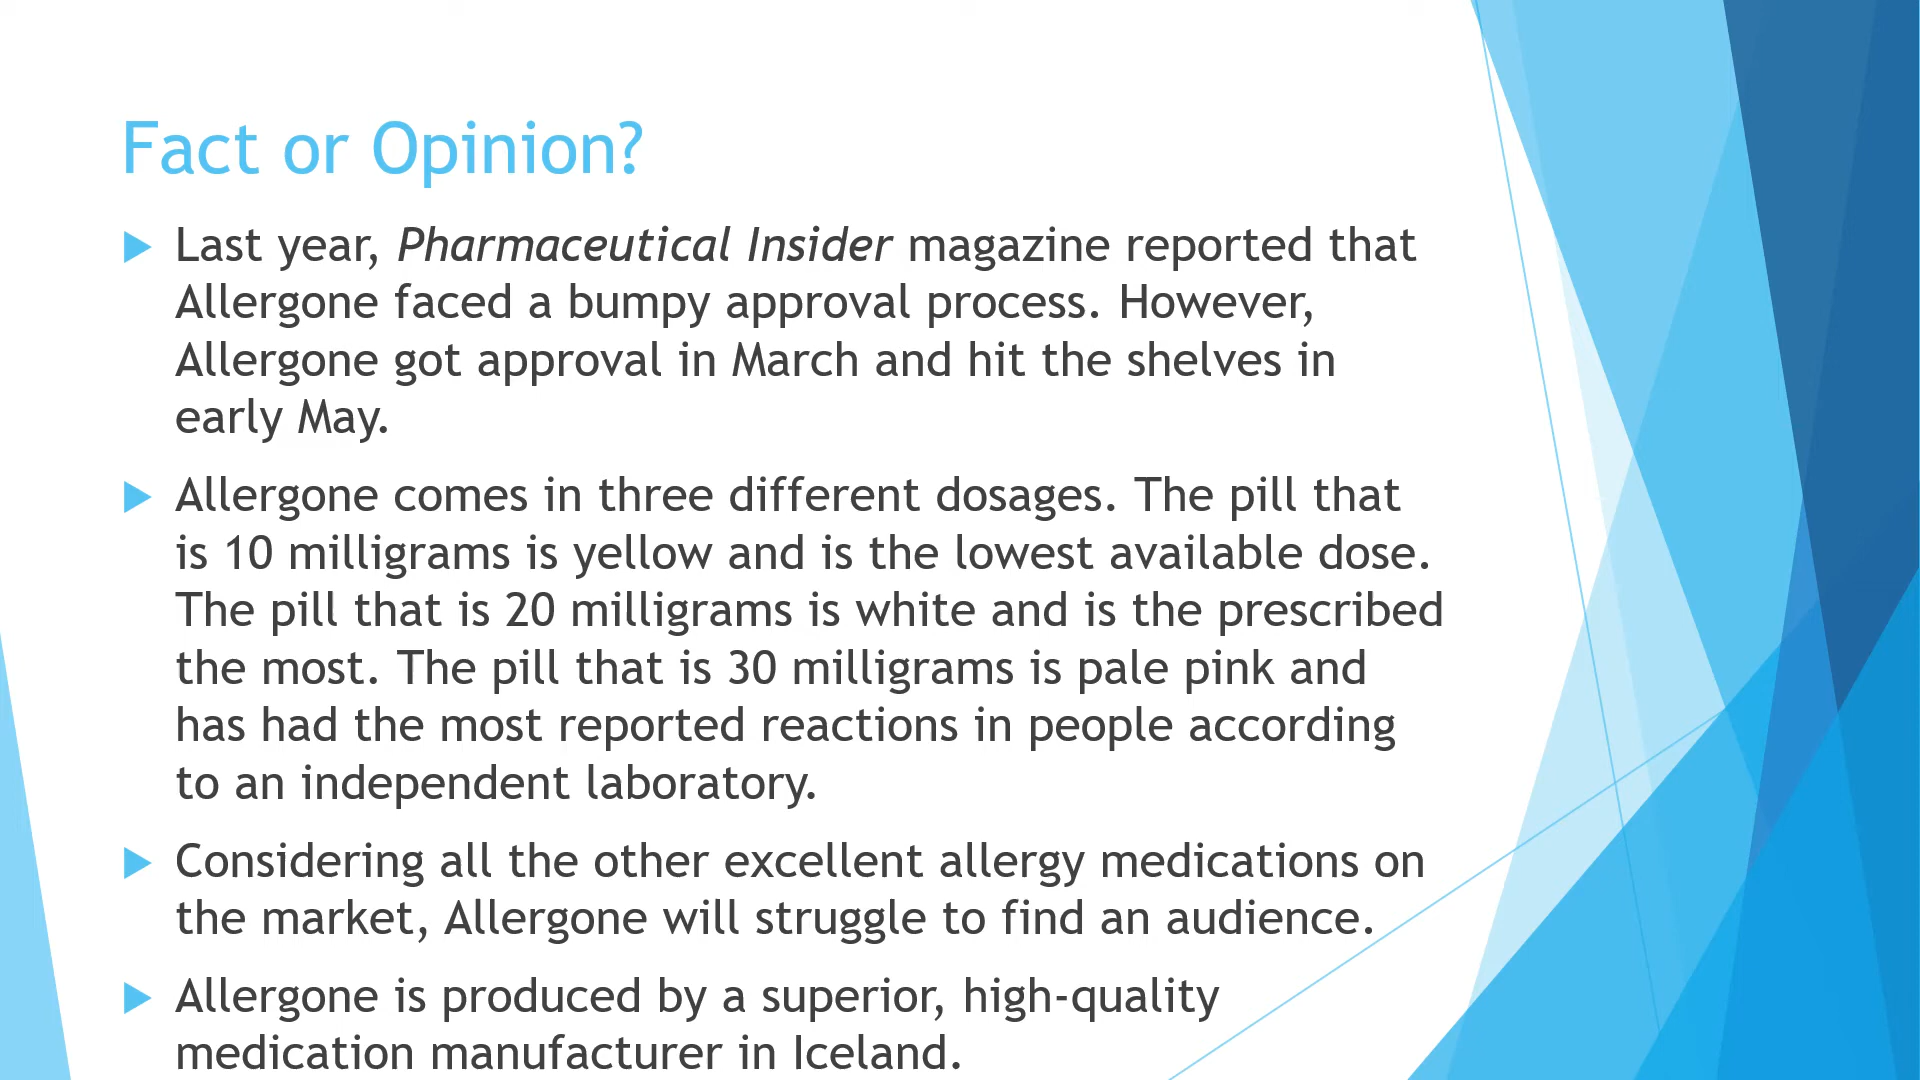 Fact or Opinion?
Last year, Pharmaceutical Insider magazine reported that
Allergone faced a bumpy approval process. However,
Allergone got approval in March and hit the shelves in
early May.
Allergone comes in three different dosages. The pill that
is 10 milligrams is yellow and is the lowest available dose.
The pill that is 20 milligrams is white and is the prescribed
the most. The pill that is 30 milligrams is pale pink and
has had the most reported reactions in people according
to an independent laboratory.
Considering all the other excellent allergy medications on
the market, Allergone will struggle to find an audience.
Allergone is produced by a superior, high-quality
medication manufacturer in Iceland.